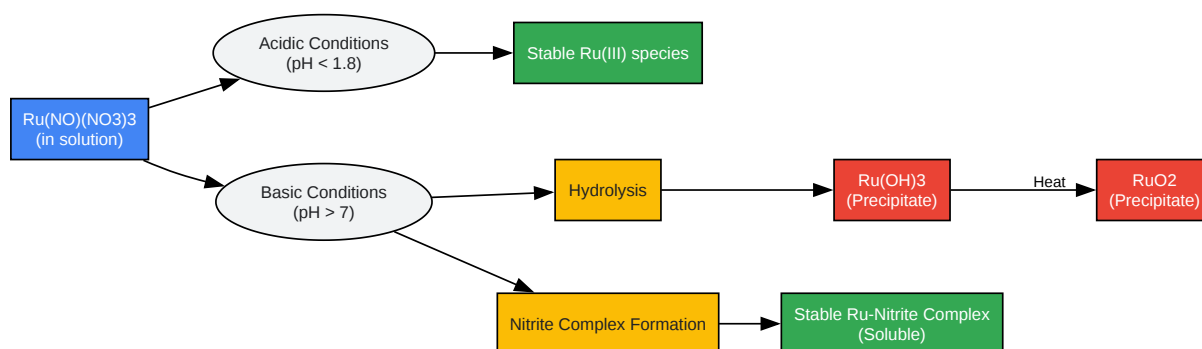 Acidic Conditions
(pH < 1.8)
Stable Ru(III) species
Ru(NO)(NO3)3
(in solution)
Basic Conditions
(pH > 7)
Hydrolysis
Ru(OH)3
(Precipitate)
Heat
RuO2
(Precipitate)
Nitrite Complex Formation
Stable Ru-Nitrite Complex
(Soluble)